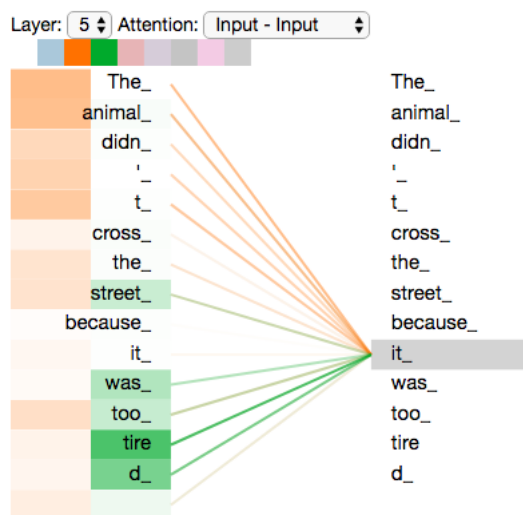 Layer: 5 Attention: Input - Input
The_ The_
animal_ animal_
didn_ didn_
'_ '_
t_ t_
cross_ cross_
the_ the_
street_ street_
because_ because_
it_ it_
was_ was_
too_ too_
tire tire
d_ d_